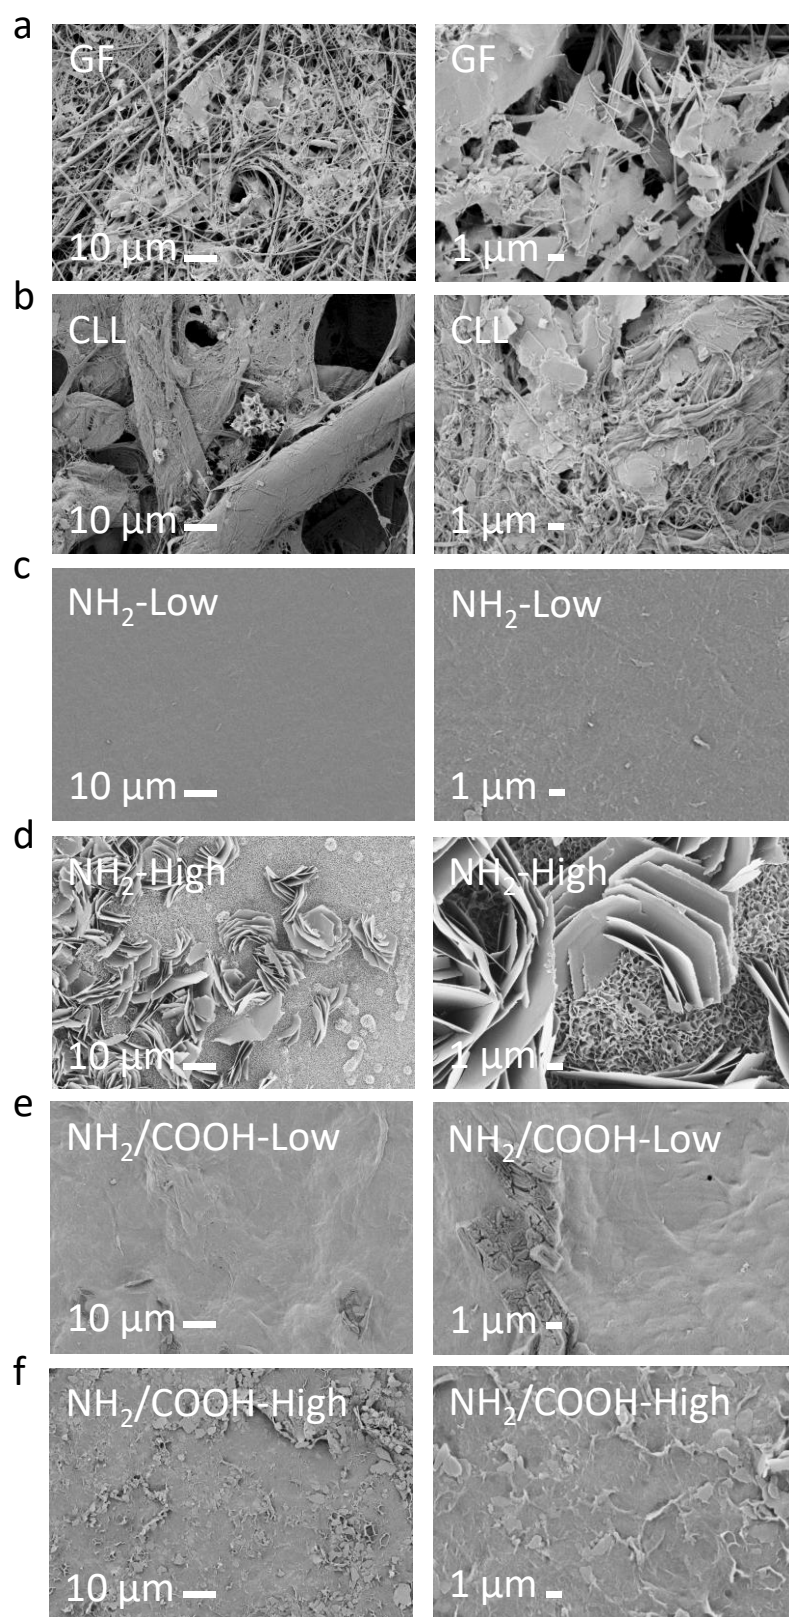 a
GF
10 µm
GF
1 µm
b
CLL
10 µm
CLL
1 µm
c
NH₂-Low
10 µm
NH₂-Low
1 µm
d
NH₂-High
10 µm
NH₂-High
1 µm
e
NH₂/COOH-Low
10 µm
NH₂/COOH-Low
1 µm
f
NH₂/COOH-High
10 µm
NH₂/COOH-High
1 µm